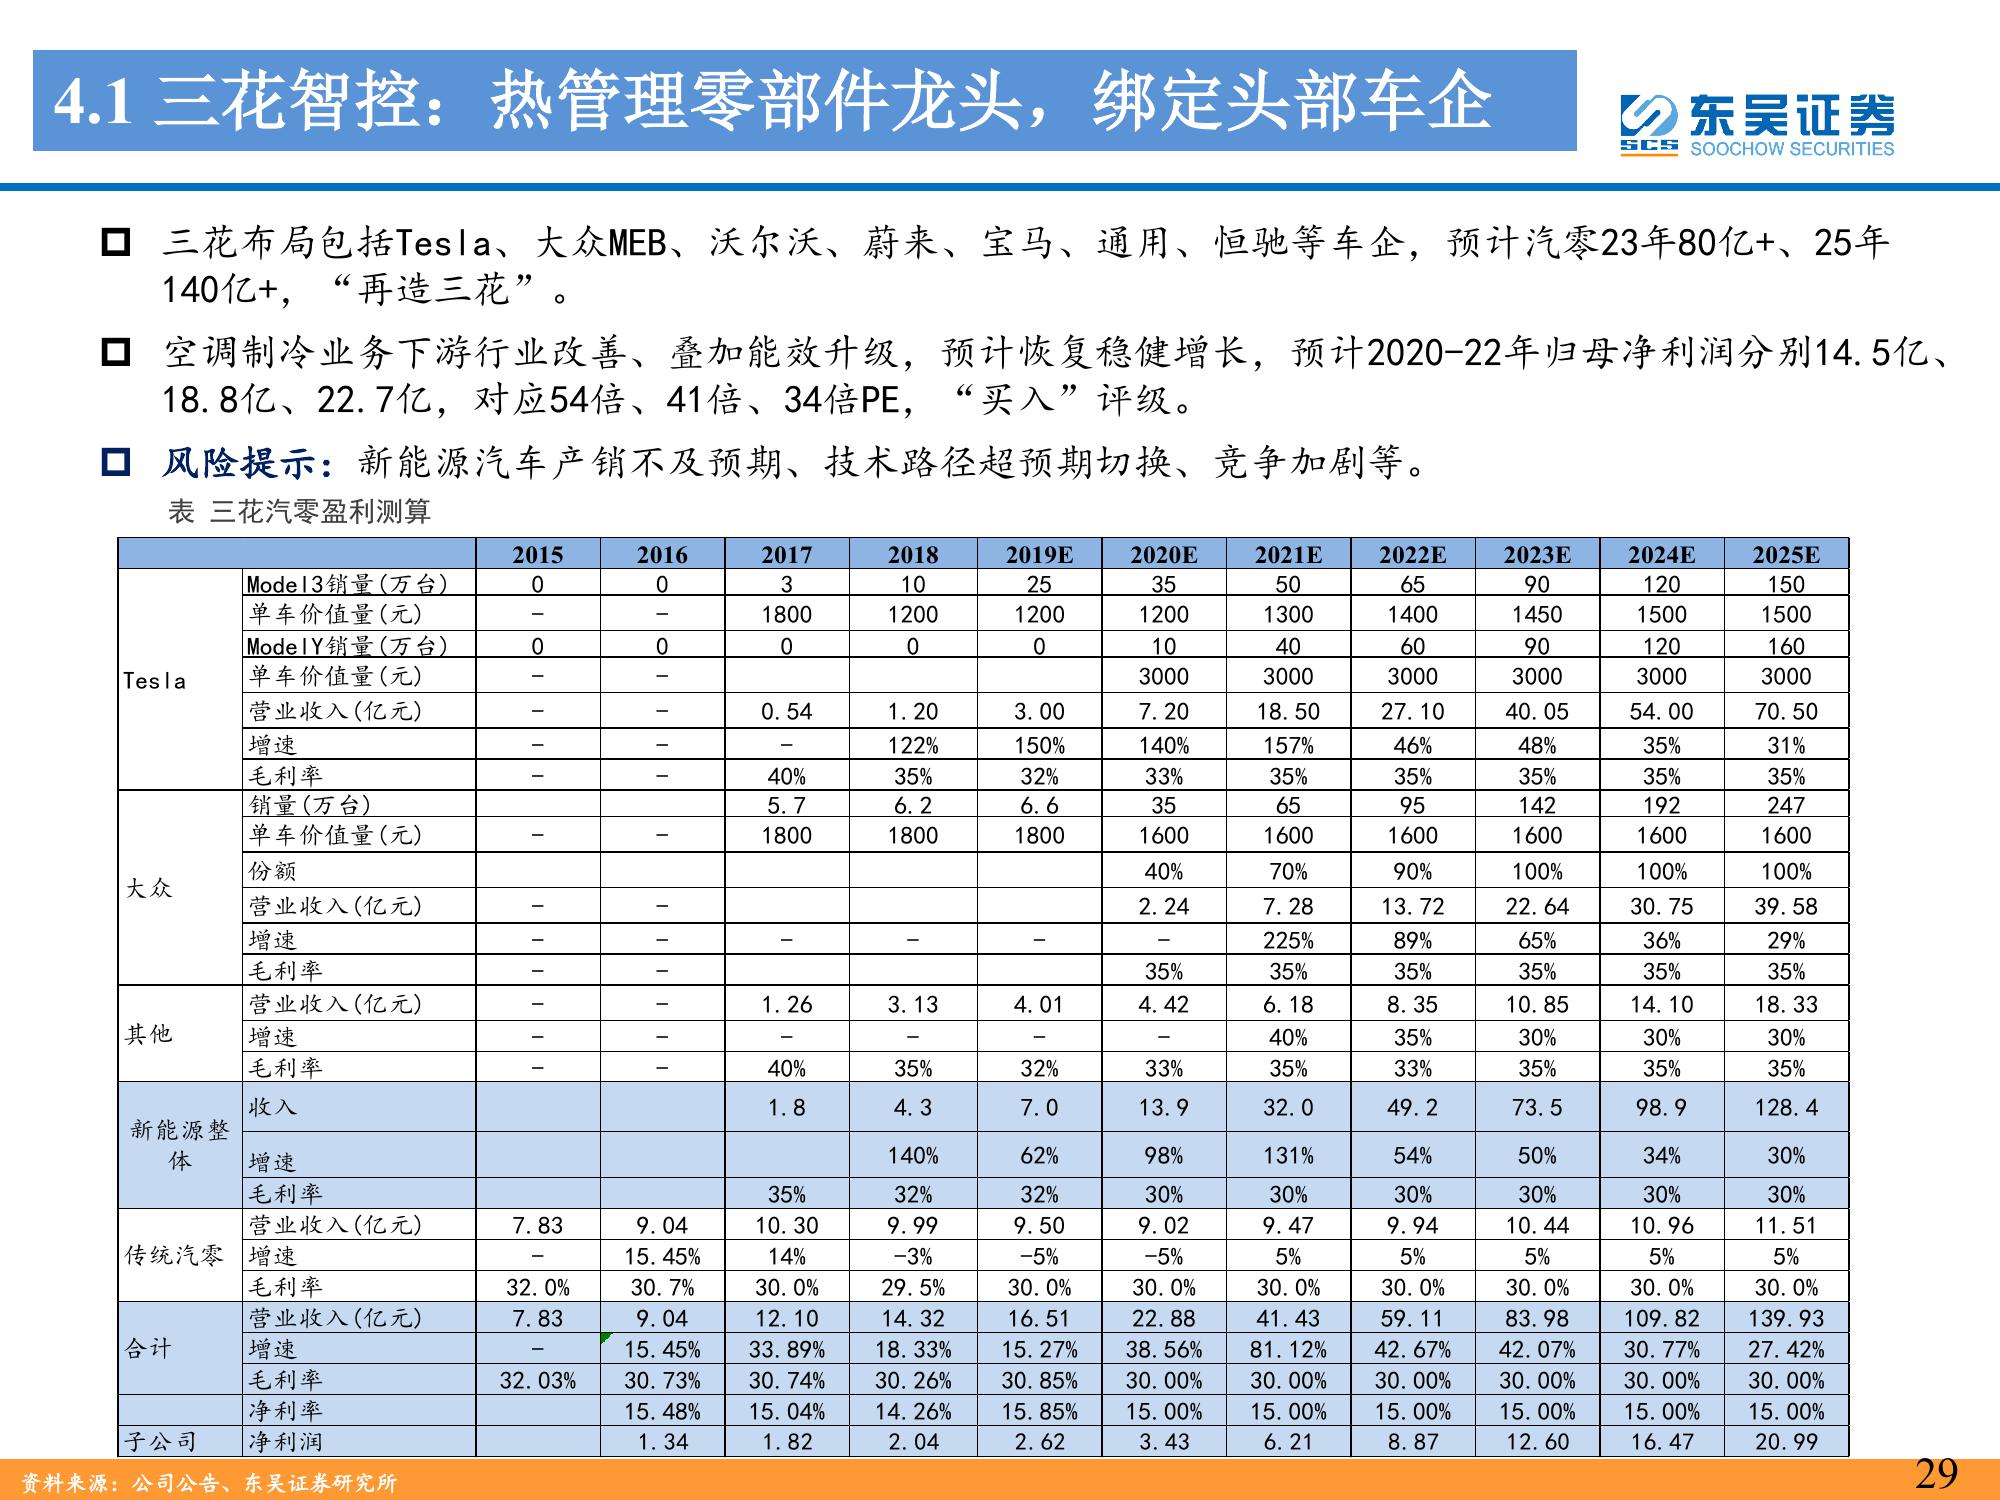 4.1 三花智控：热管理零部件龙头，绑定头部车企
东吴证券
SCS SOOCHOW SECURITIES
三花布局包括Tesla、大众MEB、沃尔沃、蔚来、宝马、通用、恒驰等车企，预计汽零23年80亿+、25年
140亿+，“再造三花”。
空调制冷业务下游行业改善、叠加能效升级，预计恢复稳健增长，预计2020-22年归母净利润分别14.5亿、
18.8亿、22.7亿，对应54倍、41倍、34倍PE，“买入”评级。
风险提示：新能源汽车产销不及预期、技术路径超预期切换、竞争加剧等。
表 三花汽零盈利测算
2015 2016 2017 2018 2019E 2020E 2021E 2022E 2023E 2024E 2025E
Tesla
Model3销量(万台) 0 0 3 10 25 35 50 65 90 120 150
单车价值量(元) - - 1800 1200 1200 1200 1300 1400 1450 1500 1500
ModelY销量(万台) 0 0 0 0 0 10 40 60 90 120 160
单车价值量(元) - - 3000 3000 3000 3000 3000 3000
营业收入(亿元) - - 0.54 1.20 3.00 7.20 18.50 27.10 40.05 54.00 70.50
增速 - - - 122% 150% 140% 157% 46% 48% 35% 31%
毛利率 - - 40% 35% 32% 33% 35% 35% 35% 35% 35%
大众
销量(万台) 5.7 6.2 6.6 35 65 95 142 192 247
单车价值量(元) - - 1800 1800 1800 1600 1600 1600 1600 1600 1600
份额 40% 70% 90% 100% 100% 100%
营业收入(亿元) - - 2.24 7.28 13.72 22.64 30.75 39.58
增速 - - - - - - 225% 89% 65% 36% 29%
毛利率 - - 35% 35% 35% 35% 35% 35%
其他
营业收入(亿元) - - 1.26 3.13 4.01 4.42 6.18 8.35 10.85 14.10 18.33
增速 - - - - - - 40% 35% 30% 30% 30%
毛利率 - - 40% 35% 32% 33% 35% 33% 35% 35% 35%
新能源整
体
收入 1.8 4.3 7.0 13.9 32.0 49.2 73.5 98.9 128.4
增速 140% 62% 98% 131% 54% 50% 34% 30%
毛利率 35% 32% 32% 30% 30% 30% 30% 30% 30%
传统汽零
营业收入(亿元) 7.83 9.04 10.30 9.99 9.50 9.02 9.47 9.94 10.44 10.96 11.51
增速 - 15.45% 14% -3% -5% -5% 5% 5% 5% 5% 5%
毛利率 32.0% 30.7% 30.0% 29.5% 30.0% 30.0% 30.0% 30.0% 30.0% 30.0% 30.0%
合计
营业收入(亿元) 7.83 9.04 12.10 14.32 16.51 22.88 41.43 59.11 83.98 109.82 139.93
增速 - 15.45% 33.89% 18.33% 15.27% 38.56% 81.12% 42.67% 42.07% 30.77% 27.42%
毛利率 32.03% 30.73% 30.74% 30.26% 30.85% 30.00% 30.00% 30.00% 30.00% 30.00% 30.00%
净利率 15.48% 15.04% 14.26% 15.85% 15.00% 15.00% 15.00% 15.00% 15.00% 15.00%
子公司 净利润 1.34 1.82 2.04 2.62 3.43 6.21 8.87 12.60 16.47 20.99
资料来源：公司公告、东吴证券研究所
29